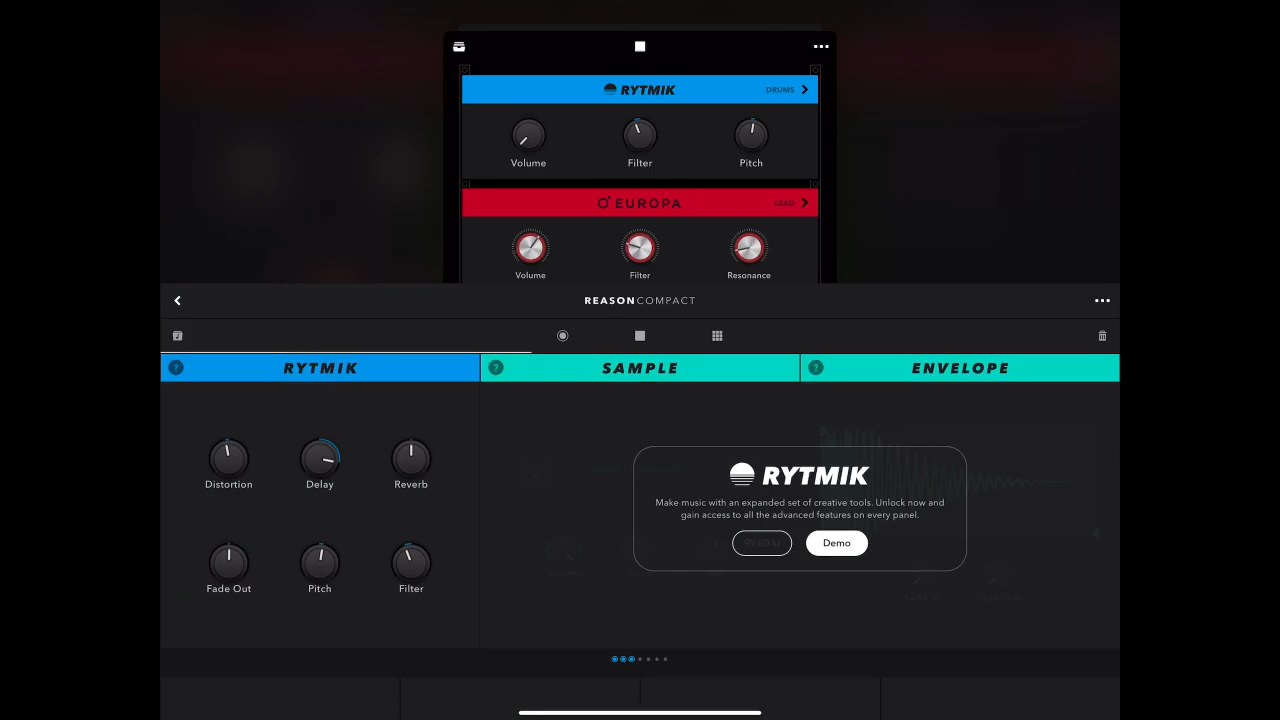 RYTMIK
DRUMS
Volume Filter Pitch
EUROPA
LEAD
Volume Filter Resonance
REASONCOMPACT
? RYTMIK
? SAMPLE
? ENVELOPE
Distortion Delay Reverb
Fade Out Pitch Filter
RYTMIK
Make music with an expanded set of creative tools. Unlock now and
gain access to all the advanced features on every panel.
Demo